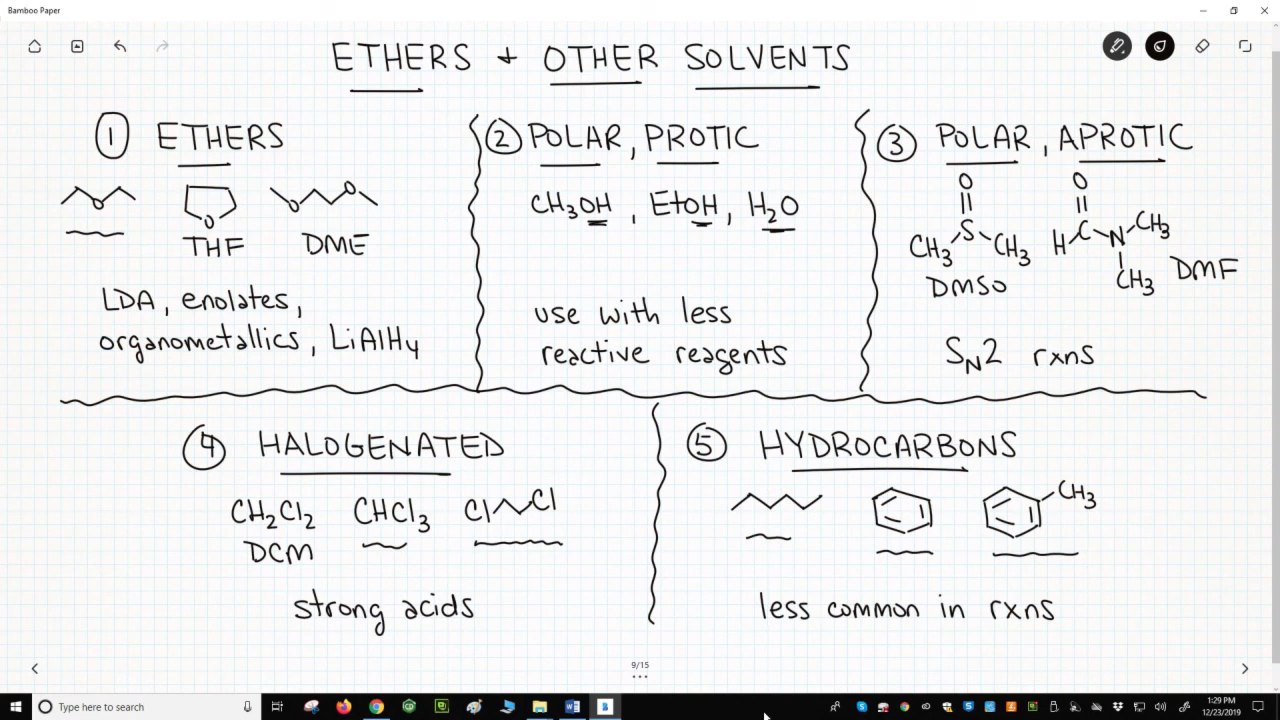 Bamboo Paper
ETHERS + OTHER SOLVENTS
1 ETHERS
O O O O
THF DME
LDA, enolates,
organometallics, LiAlH4
2 POLAR, PROTIC
CH3OH, EtOH, H2O
use with less
reactive reagents
3 POLAR, APROTIC
O O
S C N CH3
CH3 CH3 H CH3
DMSO DMF
SN2 rxns
4 HALOGENATED
CH2Cl2 CHCl3 Cl Cl
DCM
strong acids
5 HYDROCARBONS
CH3
less common in rxns
9/15
Type here to search
1:29 PM
12/23/2019